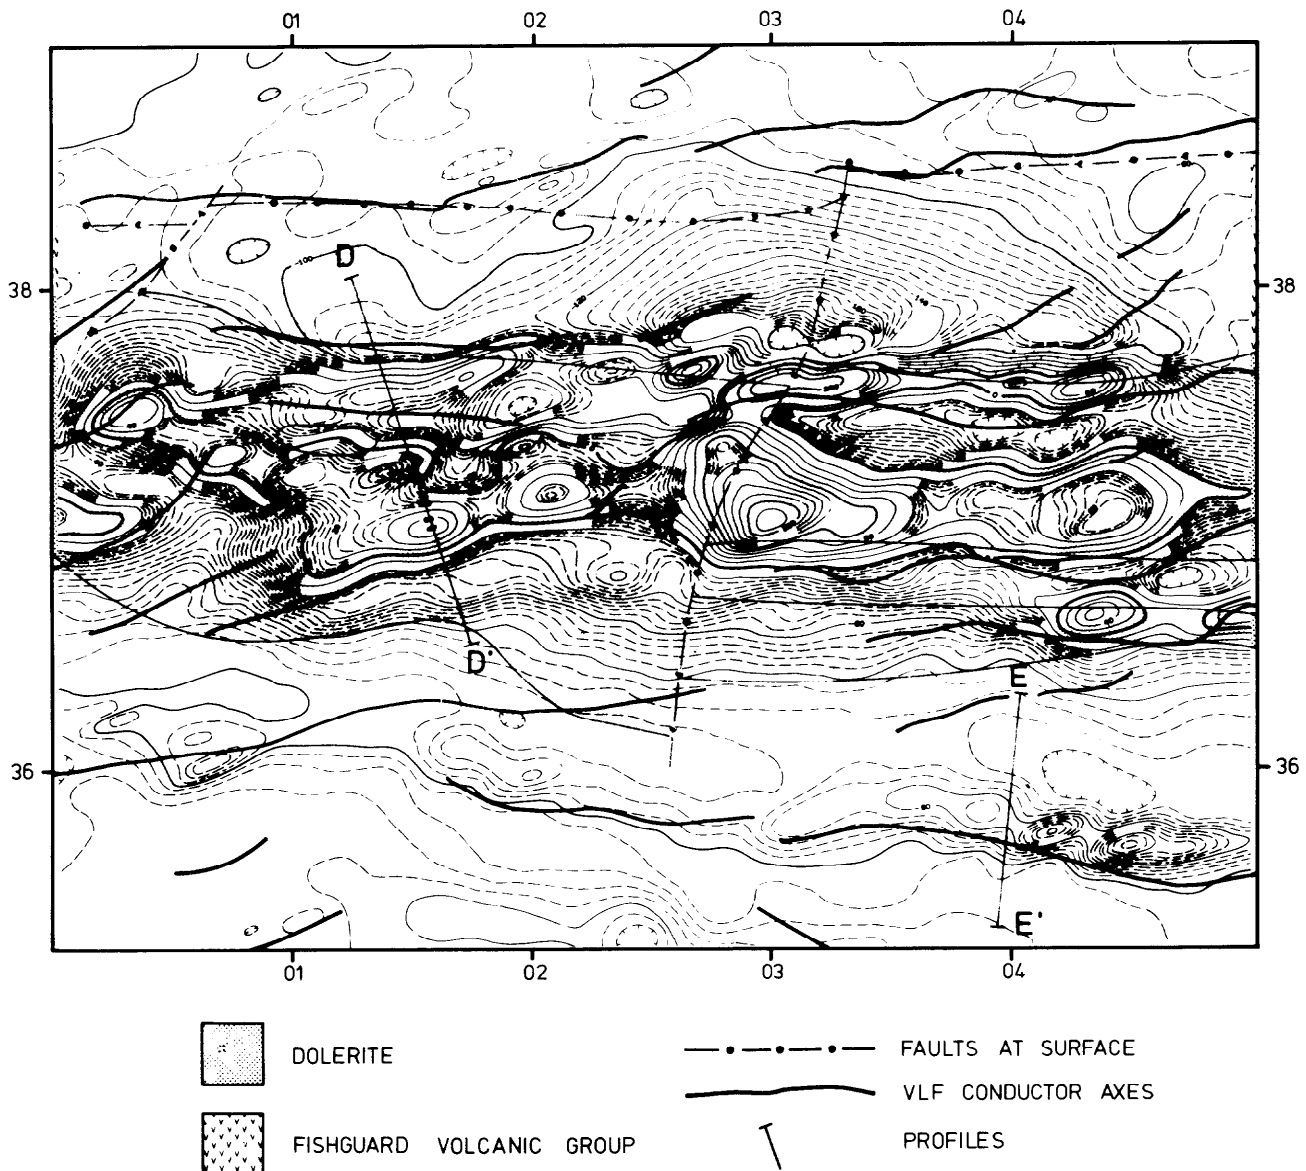 01 02 03 04
D
38 38
-100
D'
E
36 36
E'
01 02 03 04
DOLERITE
FAULTS AT SURFACE
VLF CONDUCTOR AXES
FISHGUARD VOLCANIC GROUP
PROFILES